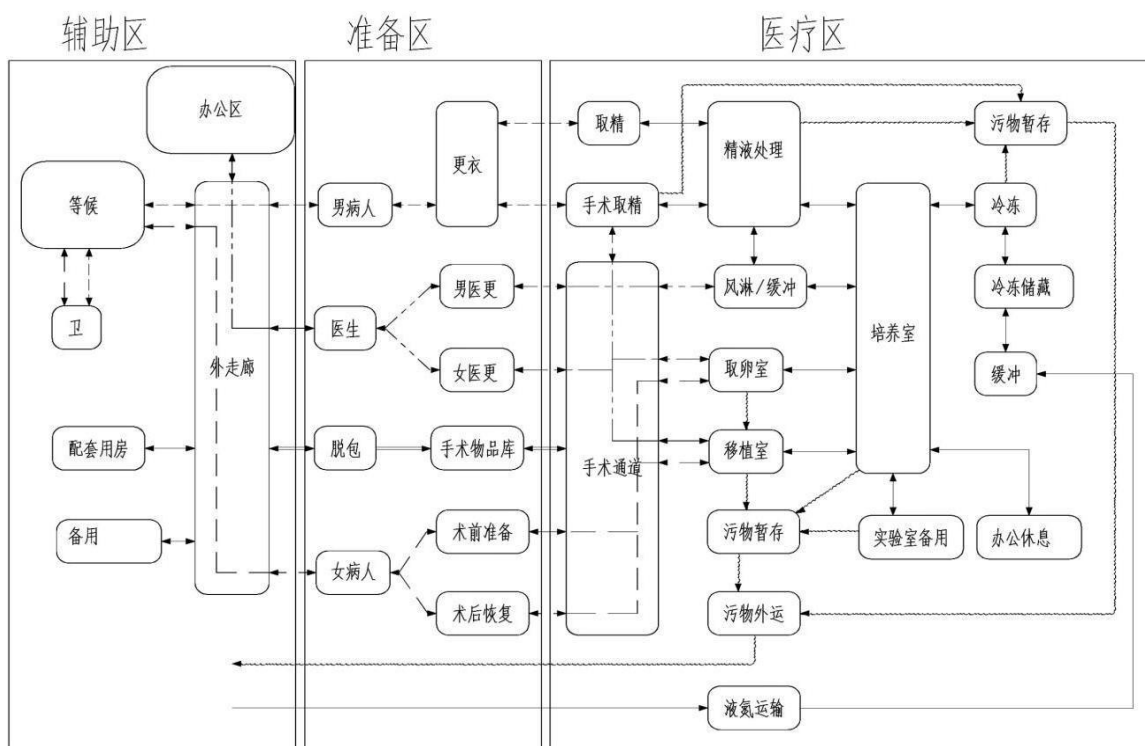 辅助区
准备区
医疗区
办公区
等候
卫
外走廊
配套用房
备用
更衣
男病人
男医更
医生
女医更
脱包
手术物品库
术前准备
女病人
术后恢复
取精
精液处理
污物暂存
手术取精
冷冻
风淋/缓冲
冷冻储藏
培养室
取卵室
缓冲
移植室
手术通道
污物暂存
实验室备用
办公休息
污物外运
液氮运输